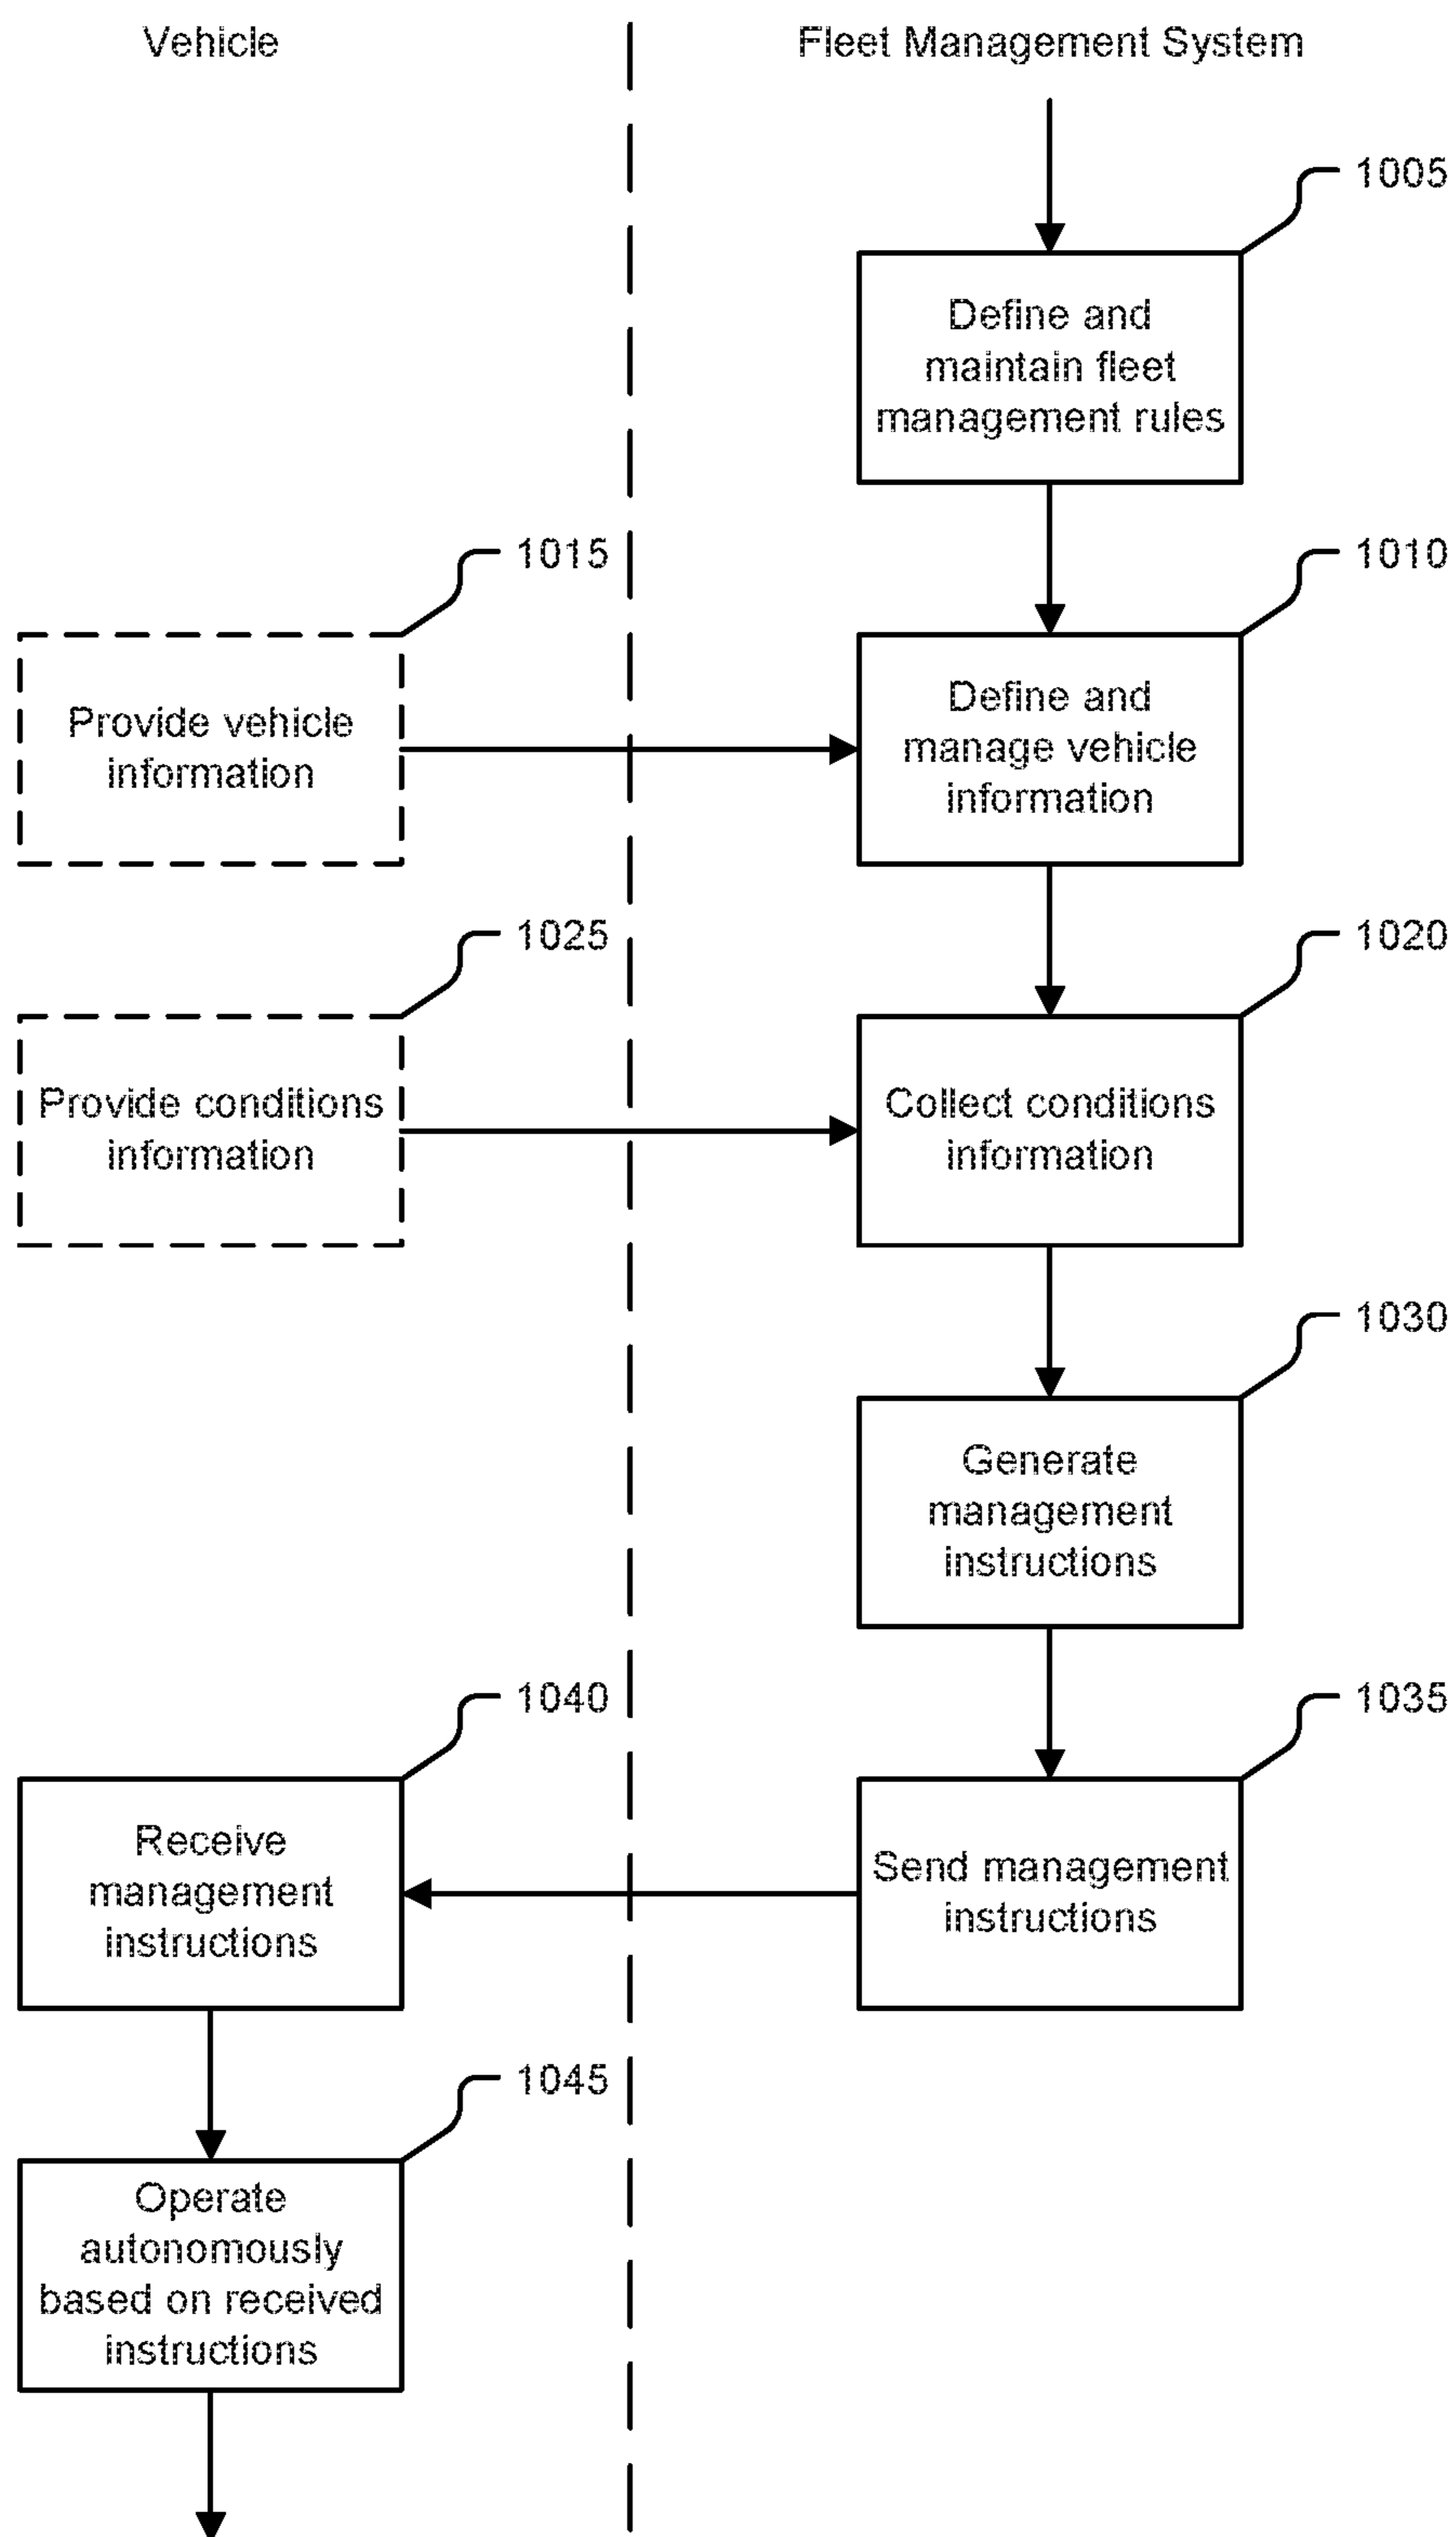 Vehicle
Fleet Management System
1005
Define and
maintain fleet
management rules
1015
1010
Provide vehicle
information
Define and
manage vehicle
information
1025
1020
Provide conditions
information
Collect conditions
information
1030
Generate
management
instructions
1040
1035
Receive
management
instructions
Send management
instructions
1045
Operate
autonomously
based on received
instructions